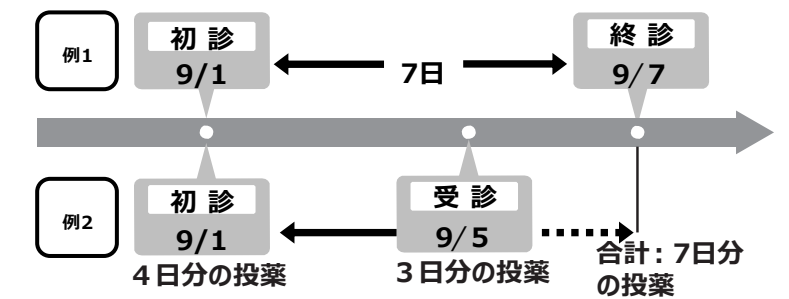 例1
初 診
9/1
7日
終 診
9/7
例2
初 診
9/1
４日分の投薬
受 診
9/5
３日分の投薬
合計：7日分
の投薬